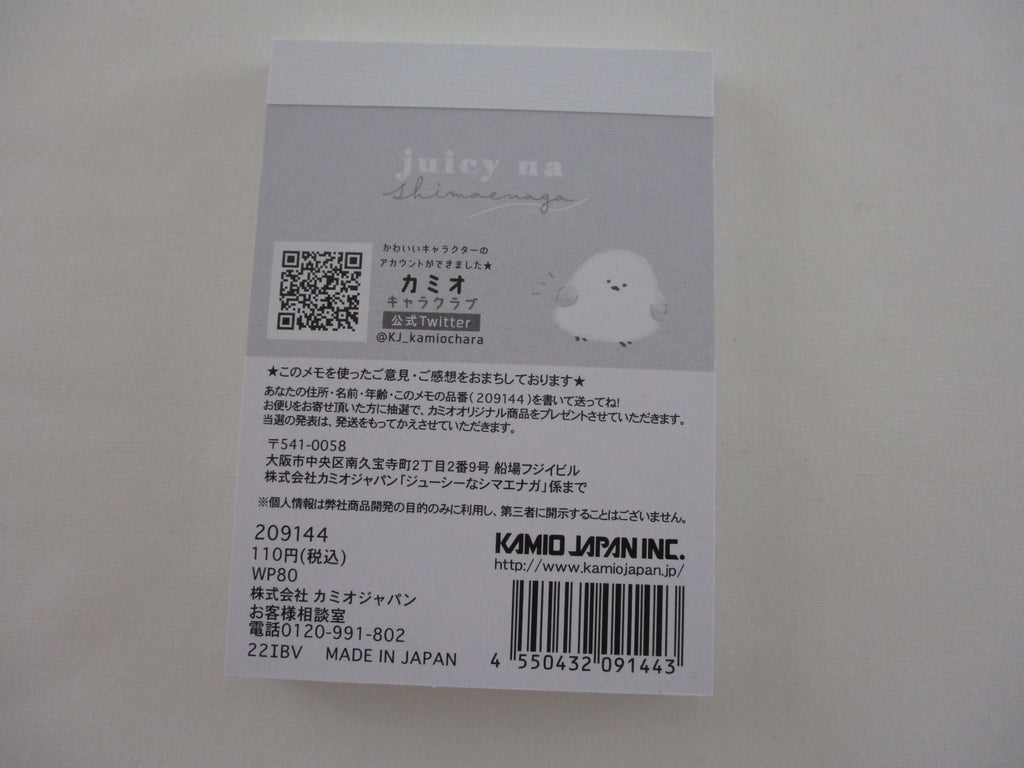 juicy na
shimaenaga
かわいいキャラクターの
アカウントができました★
カミオ
キャラクラブ
公式Twitter
@KJ_kamiochara
★このメモを使ったご意見・ご感想をおまちしております★
あなたの住所・名前・年齢・このメモの品番(209144)を書いて送ってね!
お便りをお寄せ頂いた方に抽選で、カミオオリジナル商品をプレゼントさせていただきます。
当選の発表は、発送をもってかえさせていただきます。
〒541-0058
大阪市中央区南久宝寺町2丁目2番9号 船場フジイビル
株式会社カミオジャパン「ジューシーなシマエナガ」係まで
※個人情報は弊社商品開発の目的のみに利用し、第三者に開示することはございません。
209144
110円(税込)
WP80
株式会社 カミオジャパン
お客様相談室
電話0120-991-802
22IBV MADE IN JAPAN
KAMIO JAPAN INC.
http://www.kamiojapan.jp/
4 550432 091443